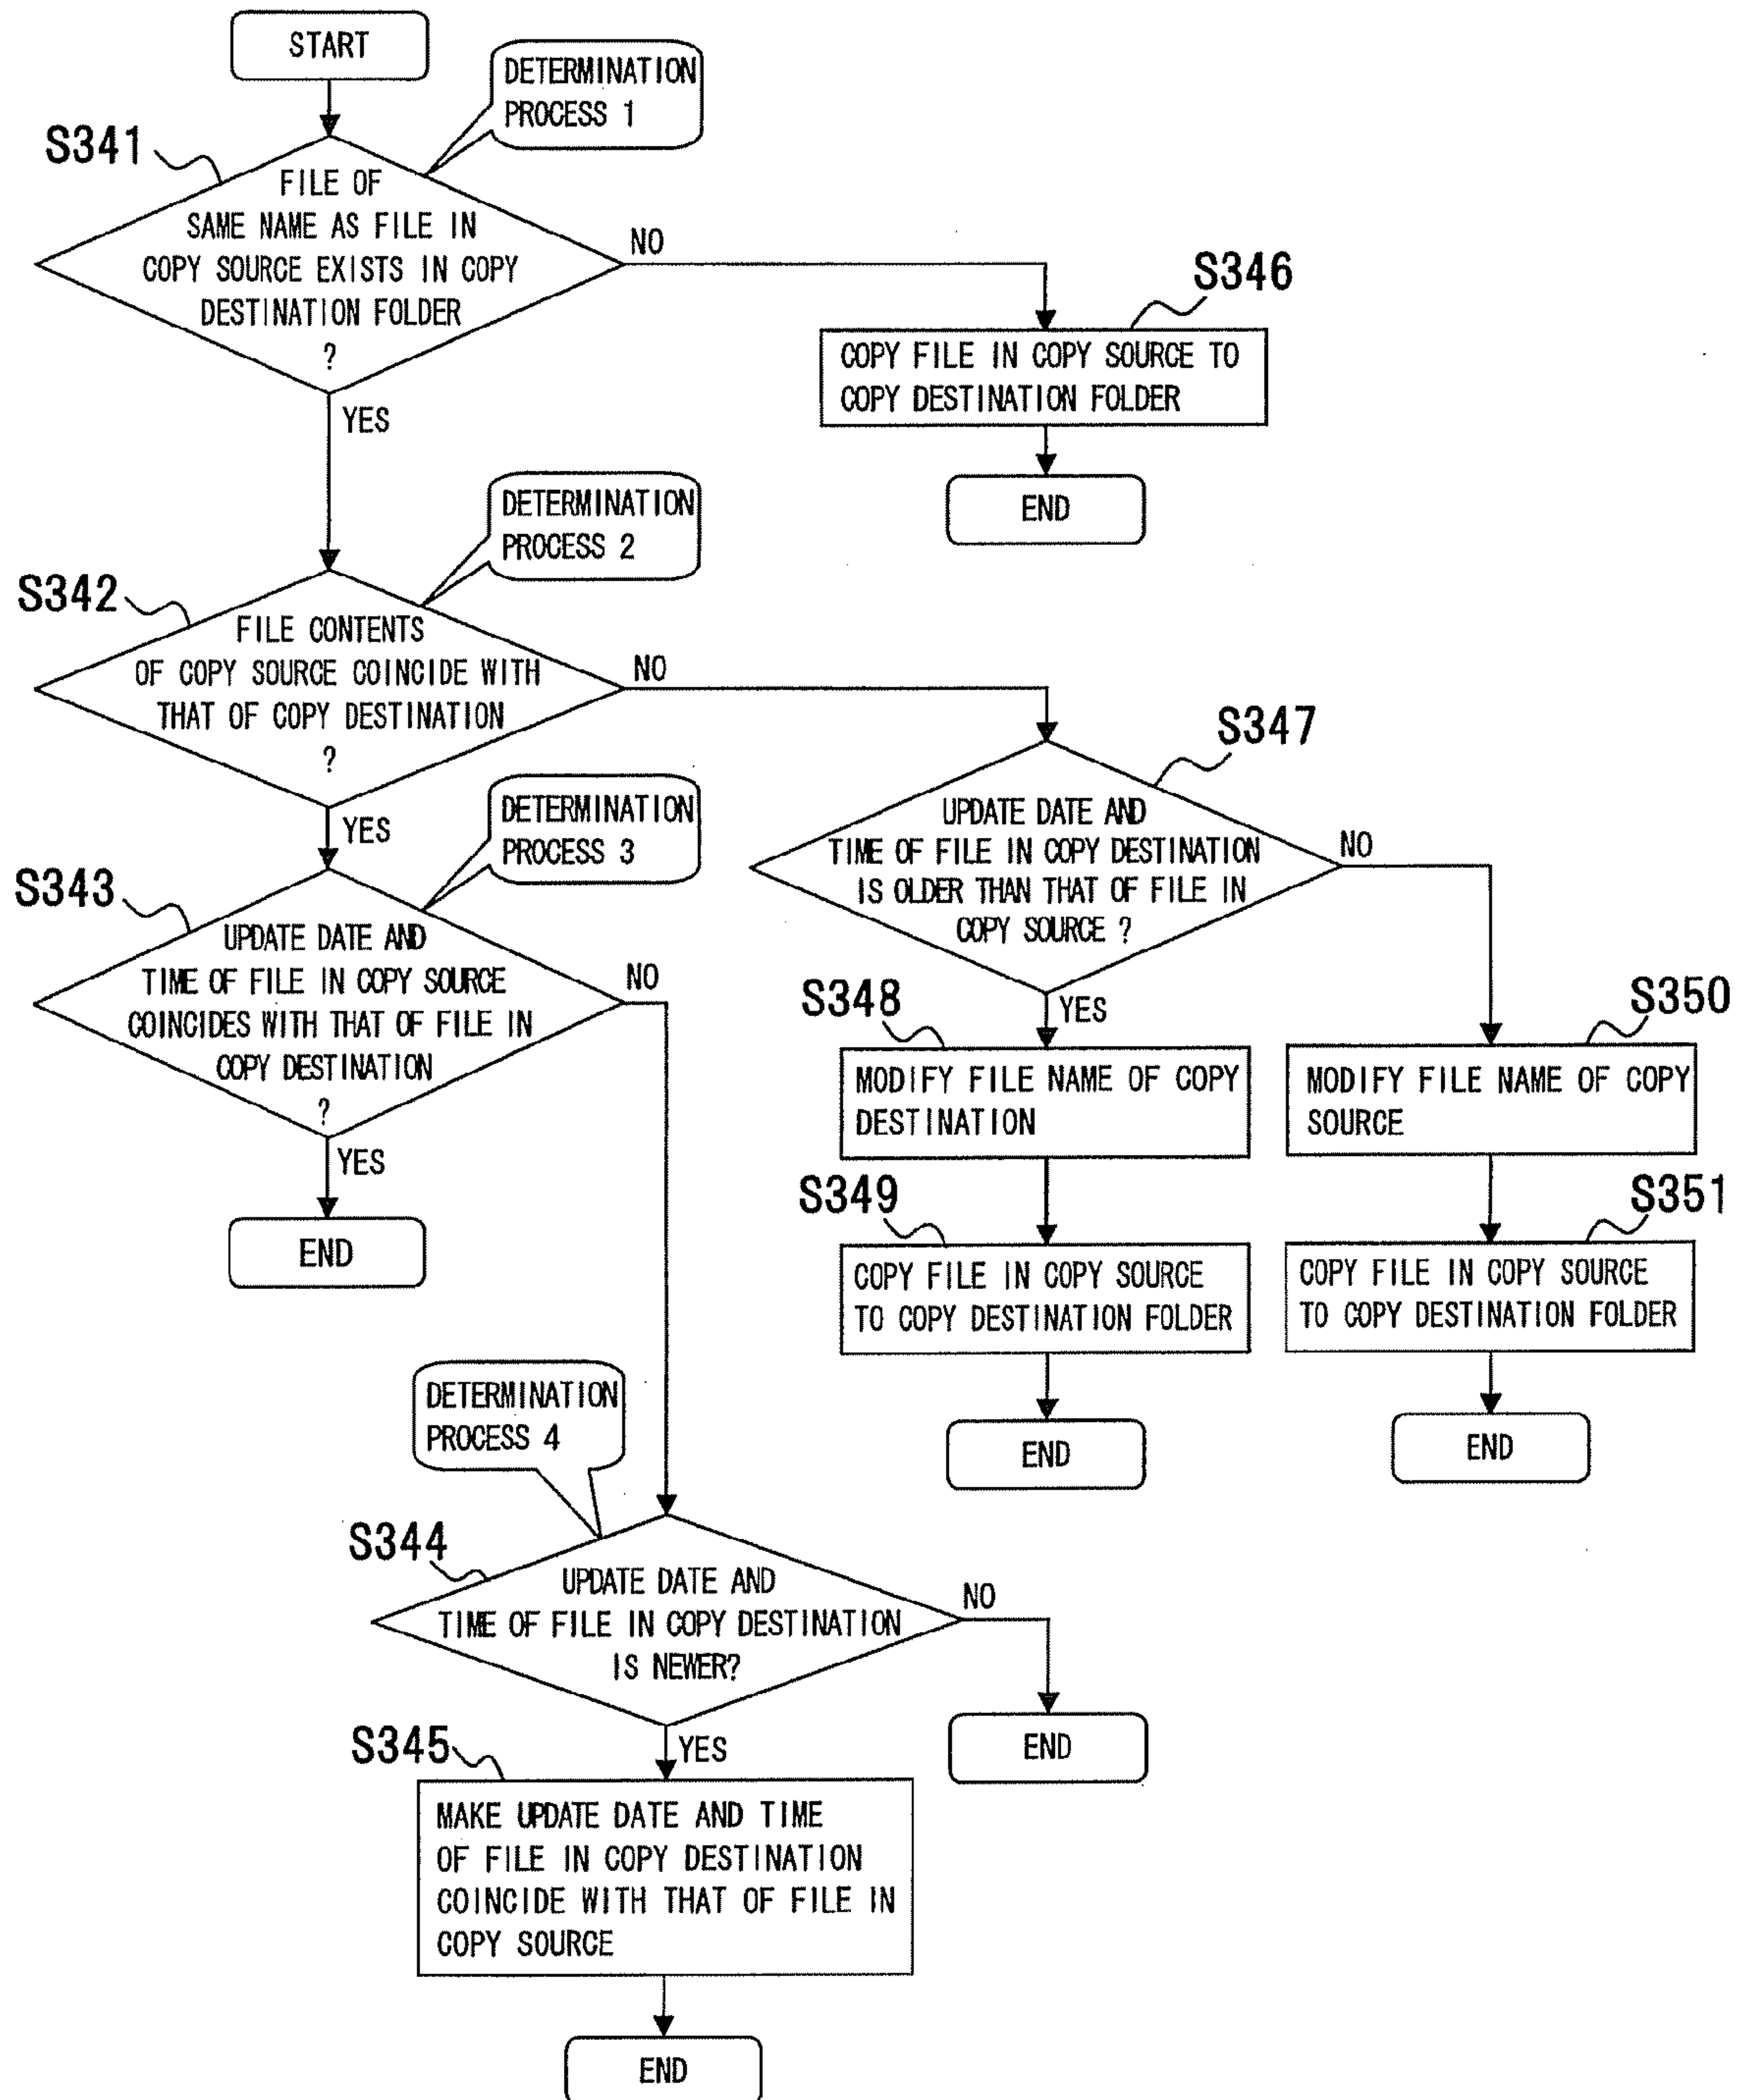 START
DETERMINATION
PROCESS 1
S341
FILE OF
SAME NAME AS FILE IN
COPY SOURCE EXISTS IN COPY
DESTINATION FOLDER
?
NO
YES
S346
COPY FILE IN COPY SOURCE TO
COPY DESTINATION FOLDER
END
DETERMINATION
PROCESS 2
S342
FILE CONTENTS
OF COPY SOURCE COINCIDE WITH
THAT OF COPY DESTINATION
?
NO
YES
S347
UPDATE DATE AND
TIME OF FILE IN COPY DESTINATION
IS OLDER THAN THAT OF FILE IN
COPY SOURCE ?
NO
YES
DETERMINATION
PROCESS 3
S343
UPDATE DATE AND
TIME OF FILE IN COPY SOURCE
COINCIDES WITH THAT OF FILE IN
COPY DESTINATION
?
NO
YES
END
S348
MODIFY FILE NAME OF COPY
DESTINATION
S349
COPY FILE IN COPY SOURCE
TO COPY DESTINATION FOLDER
END
S350
MODIFY FILE NAME OF COPY
SOURCE
S351
COPY FILE IN COPY SOURCE
TO COPY DESTINATION FOLDER
END
DETERMINATION
PROCESS 4
S344
UPDATE DATE AND
TIME OF FILE IN COPY DESTINATION
IS NEWER?
NO
END
YES
S345
MAKE UPDATE DATE AND TIME
OF FILE IN COPY DESTINATION
COINCIDE WITH THAT OF FILE IN
COPY SOURCE
END